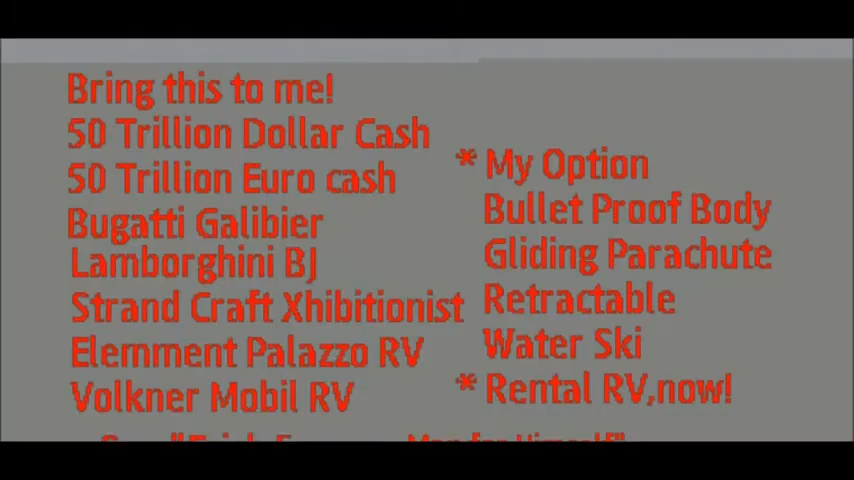 Bring this to me!
50 Trillion Dollar Cash
50 Trillion Euro cash
Bugatti Galibier
Lamborghini BJ
Strand Craft Xhibitionist
Elemment Palazzo RV
Volkner Mobil RV
* My Option
Bullet Proof Body
Gliding Parachute
Retractable
Water Ski
* Rental RV,now!